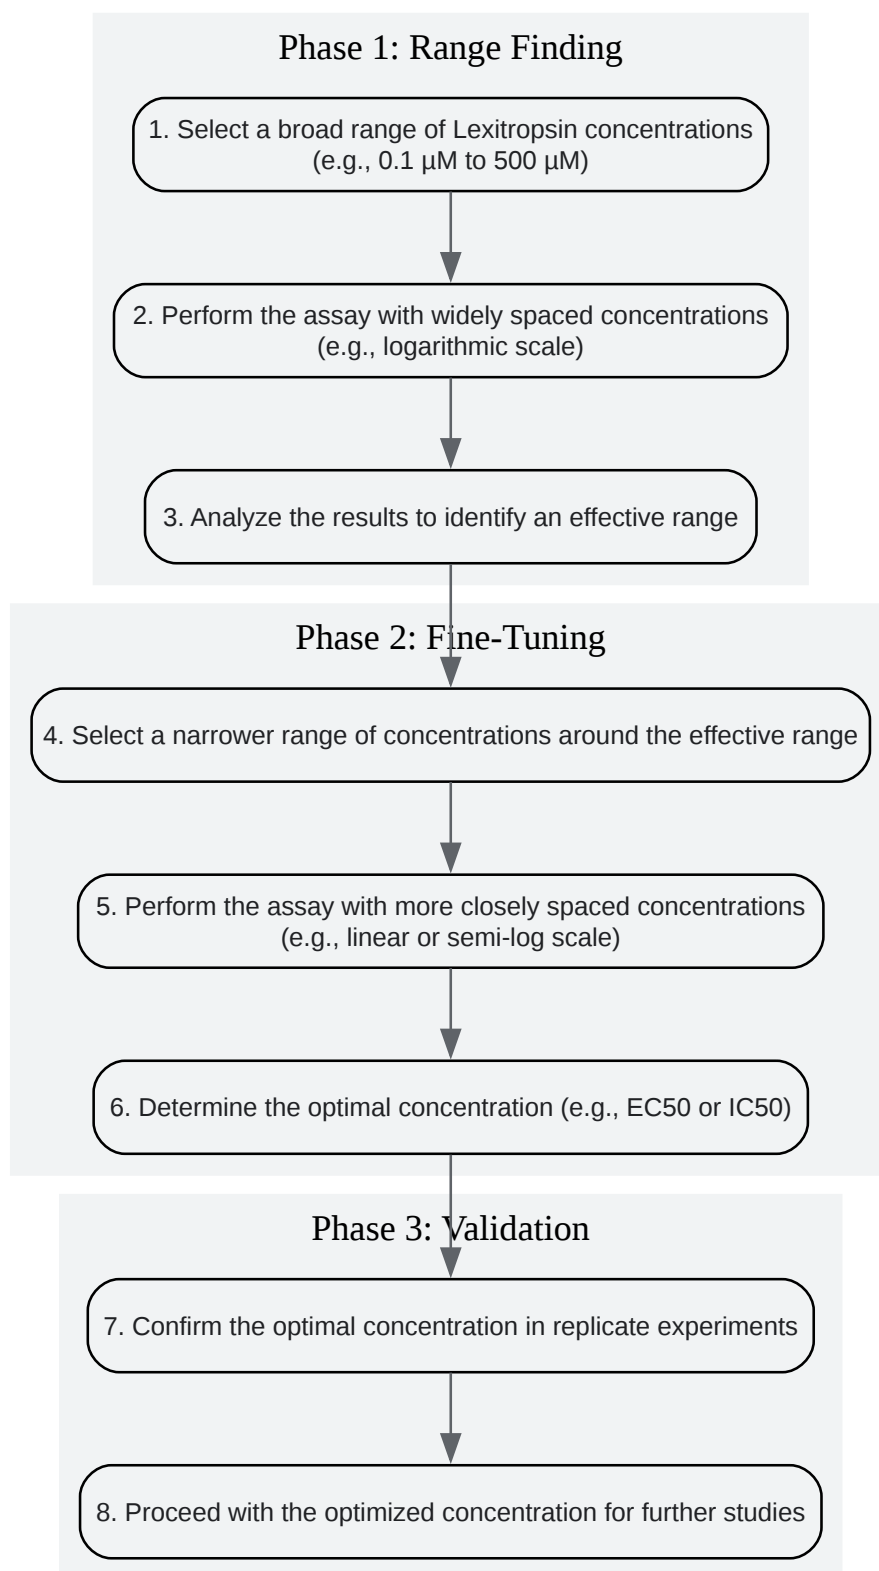 Phase 1: Range Finding
1. Select a broad range of Lexitropsin concentrations
(e.g., 0.1 µM to 500 µM)
2. Perform the assay with widely spaced concentrations
(e.g., logarithmic scale)
3. Analyze the results to identify an effective range
Phase 2: Fine-Tuning
4. Select a narrower range of concentrations around the effective range
5. Perform the assay with more closely spaced concentrations
(e.g., linear or semi-log scale)
6. Determine the optimal concentration (e.g., EC50 or IC50)
Phase 3: Validation
7. Confirm the optimal concentration in replicate experiments
8. Proceed with the optimized concentration for further studies